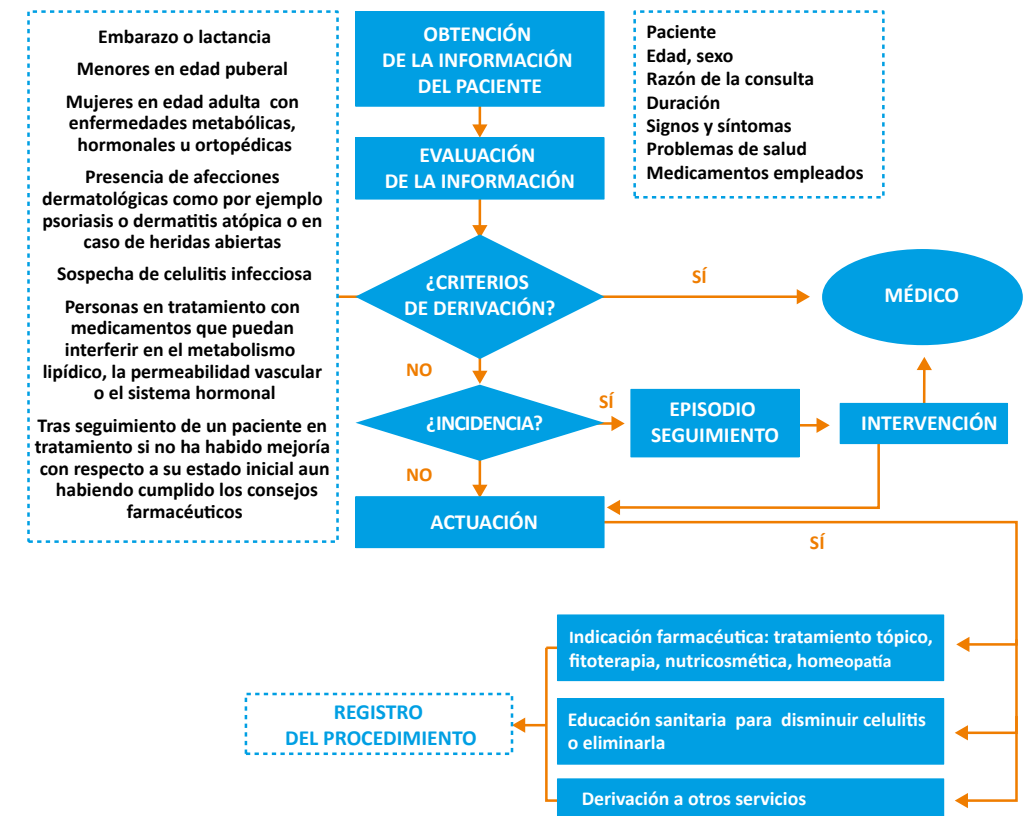 Embarazo o lactancia
Menores en edad puberal
Mujeres en edad adulta con
enfermedades metabólicas,
hormonales u ortopédicas
Presencia de afecciones
dermatológicas como por ejemplo
psoriasis o dermatitis atópica o en
caso de heridas abiertas
Sospecha de celulitis infecciosa
Personas en tratamiento con
medicamentos que puedan
interferir en el metabolismo
lipídico, la permeabilidad vascular
o el sistema hormonal
Tras seguimiento de un paciente en
tratamiento si no ha habido mejoría
con respecto a su estado inicial aun
habiendo cumplido los consejos
farmacéuticos
OBTENCIÓN
DE LA INFORMACIÓN
DEL PACIENTE
Paciente
Edad, sexo
Razón de la consulta
Duración
Signos y síntomas
Problemas de salud
Medicamentos empleados
EVALUACIÓN
DE LA INFORMACIÓN
¿CRITERIOS
DE DERIVACIÓN?
SÍ
MÉDICO
NO
¿INCIDENCIA?
SÍ
EPISODIO
SEGUIMIENTO
INTERVENCIÓN
NO
ACTUACIÓN
SÍ
Indicación farmacéutica: tratamiento tópico,
fitoterapia, nutricosmética, homeopatía
Educación sanitaria para disminuir celulitis
o eliminarla
Derivación a otros servicios
REGISTRO
DEL PROCEDIMIENTO